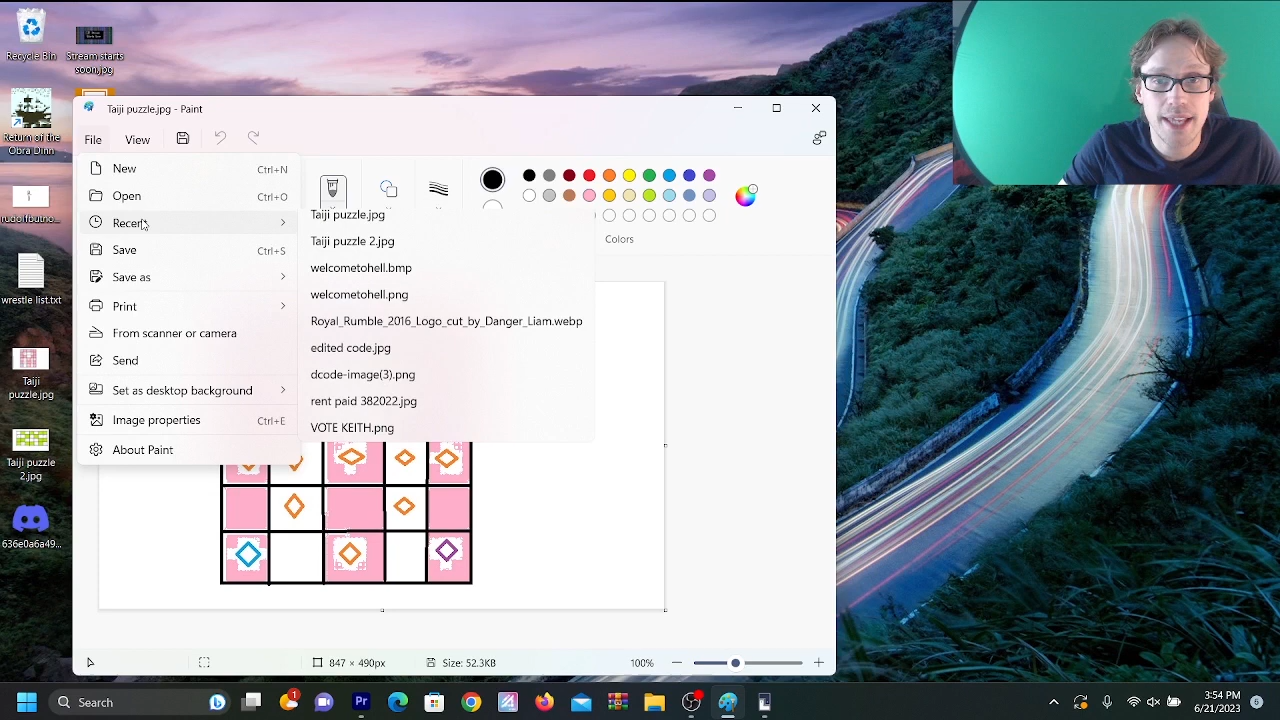 Recycle Bin
Stream starts
soon.jpg
Return of the
Obra Dinn
westle list.txt
Taiji
puzzle.jpg
Taiji puzzle
2.jpg
636e0a6a49...
Taiji puzzle.jpg - Paint
File
View
New Ctrl+N
Open Ctrl+O
Save Ctrl+S
Save as
Print
From scanner or camera
Send
Set as desktop background
Image properties Ctrl+E
About Paint
Taiji puzzle.jpg
Taiji puzzle 2.jpg
welcometohell.bmp
welcometohell.png
Royal_Rumble_2016_Logo_cut_by_Danger_Liam.webp
edited code.jpg
dcode-image(3).png
rent paid 382022.jpg
VOTE KEITH.png
Colors
847 × 490px
Size: 52.3KB
100%
Search
1
Pr
3:54 PM
6/21/2023